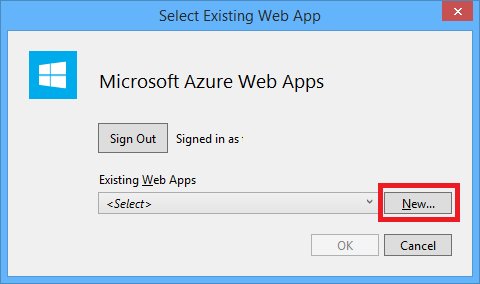 Select Existing Web App
Microsoft Azure Web Apps
Sign Out Signed in as
Existing Web Apps
<Select> New...
OK Cancel